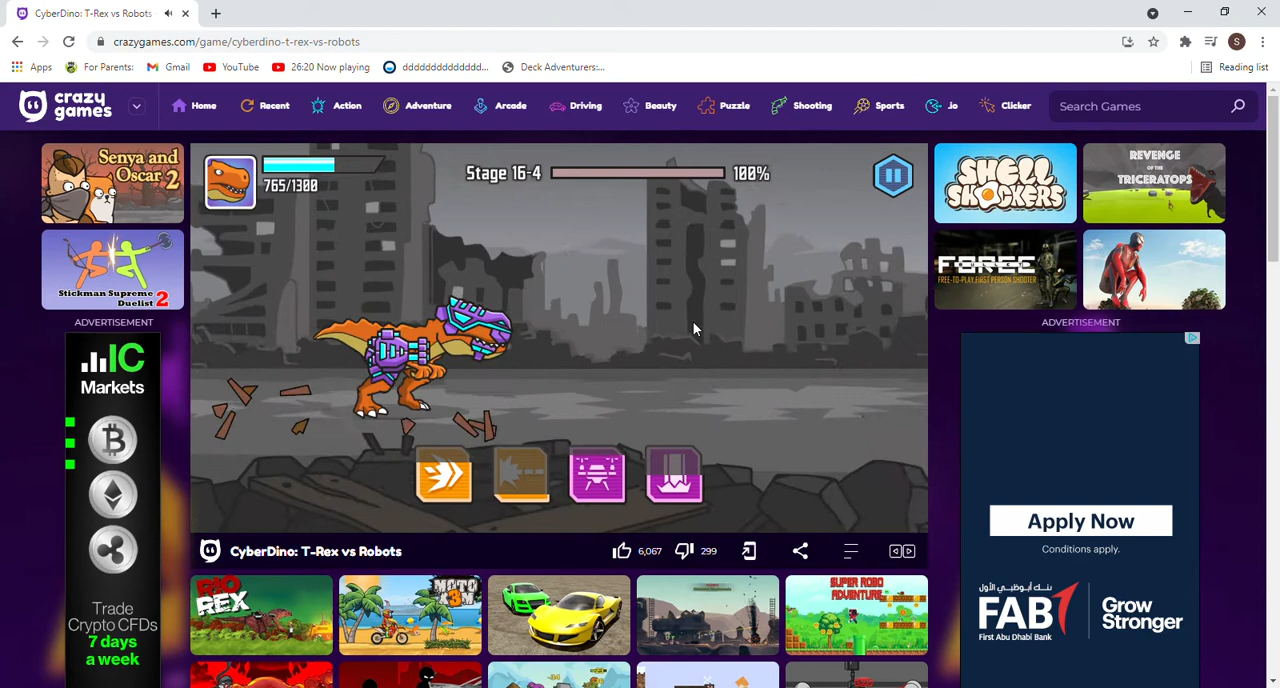 CyberDino: T-Rex vs Robots
crazygames.com/game/cyberdino-t-rex-vs-robots
S
Apps
For Parents:
Gmail
YouTube
26:20 Now playing
dddddddddddddd...
Deck Adventurers:...
Reading list
crazy
games
Home
Recent
Action
Adventure
Arcade
Driving
Beauty
Puzzle
Shooting
Sports
.io
Clicker
Search Games
Senya and
Oscar 2
Stickman Supreme
Duelist 2
ADVERTISEMENT
IC
Markets
Trade
Crypto CFDs
7 days
a week
765/1300
Stage 16-4
100%
SHELL
SHOCKERS
REVENGE
OF THE
TRICERATOPS
FORCE
FREE-TO-PLAY, FIRST PERSON SHOOTER
ADVERTISEMENT
Apply Now
Conditions apply.
بنك أبوظبي الأول
FAB
First Abu Dhabi Bank
Grow
Stronger
CyberDino: T-Rex vs Robots
6,067
299
RIO
REX
MOTO
X3M
SUPER ROBO
ADVENTURE